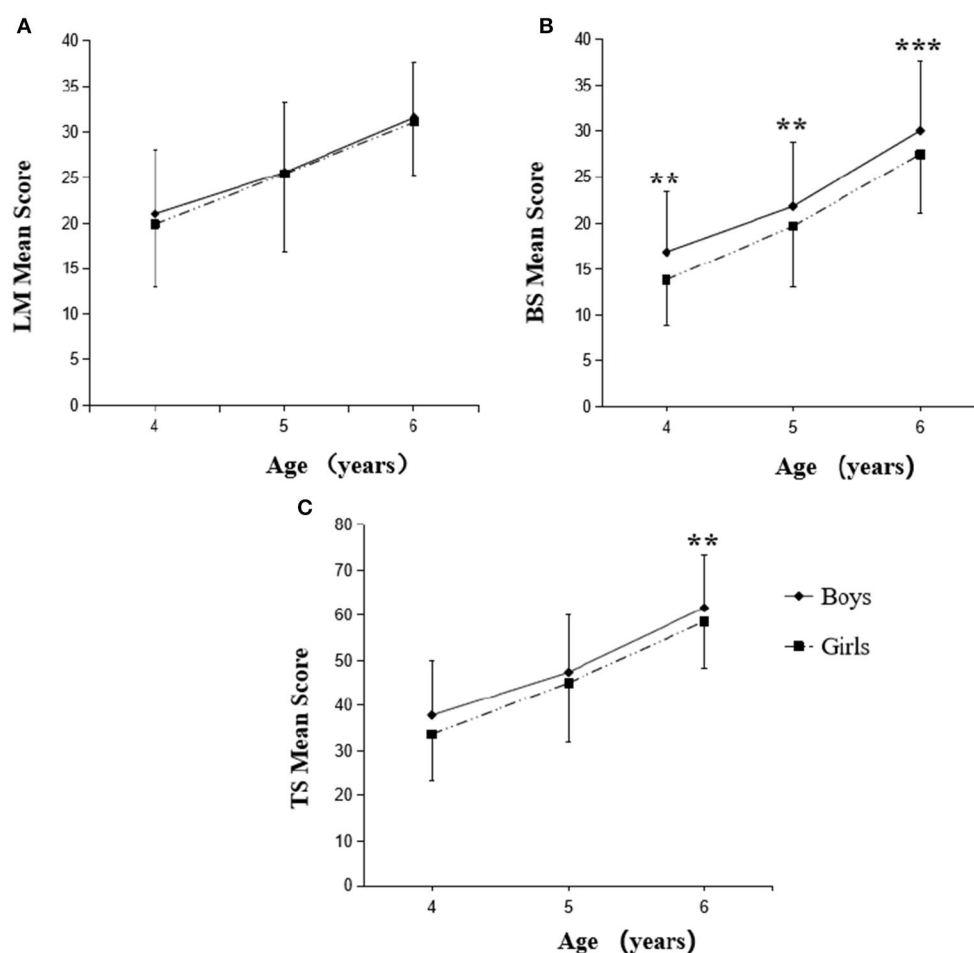 A
40
35
30
25
20
15
10
5
0
LM Mean Score
4 5 6
Age （years）
B
40
35
30
25
20
15
10
5
0
BS Mean Score
** ** ***
4 5 6
Age (years)
C
80
70
60
50
40
30
20
10
0
TS Mean Score
**
4 5 6
Age (years)
Boys
Girls